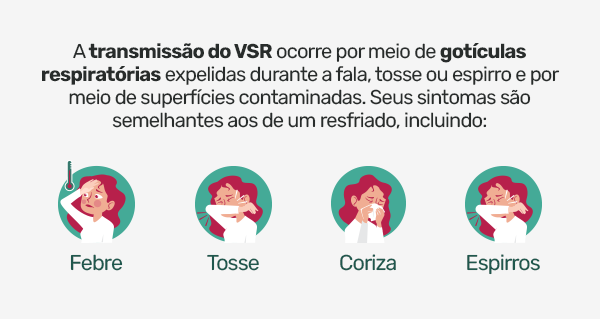 A transmissão do VSR ocorre por meio de gotículas
respiratórias expelidas durante a fala, tosse ou espirro e por
meio de superfícies contaminadas. Seus sintomas são
semelhantes aos de um resfriado, incluindo:
Febre
Tosse
Coriza
Espirros